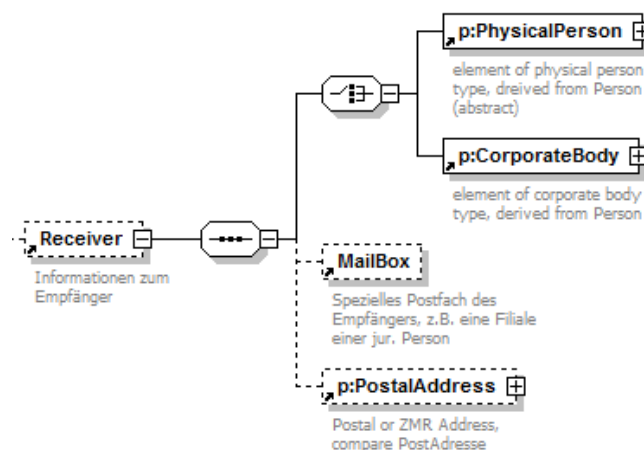 p:PhysicalPerson
element of physical person
type, dreived from Person
(abstract)
p:CorporateBody
element of corporate body
type, derived from Person
Receiver
Informationen zum
Empfänger
MailBox
Spezielles Postfach des
Empfängers, z.B. eine Filiale
einer jur. Person
p:PostalAddress
Postal or ZMR Address,
compare PostAdresse